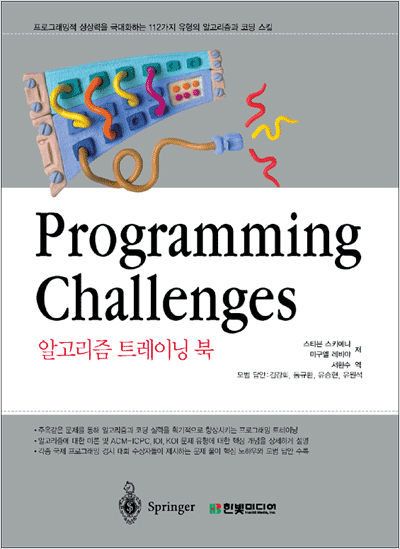 프로그래밍적 상상력을 극대화하는 112가지 유형의 알고리즘과 코딩 스킬
Programming
Challenges
알고리즘 트레이닝 북
스티븐 스키에나
미구엘 레비야 저
서환수 역
모범 답안: 김강희, 동규환, 유승현, 유원석
• 주옥같은 문제를 통해 알고리즘과 코딩 실력을 획기적으로 향상시키는 프로그래밍 트레이닝
• 알고리즘에 대한 이론 및 ACM-ICPC, IOI, KOI 문제 유형에 대한 핵심 개념을 상세하게 설명
• 각종 국제 프로그래밍 경시 대회 수상자들이 제시하는 문제 풀이 핵심 노하우와 모범 답안 수록
Springer
한빛미디어
Hanbit Media, Inc.